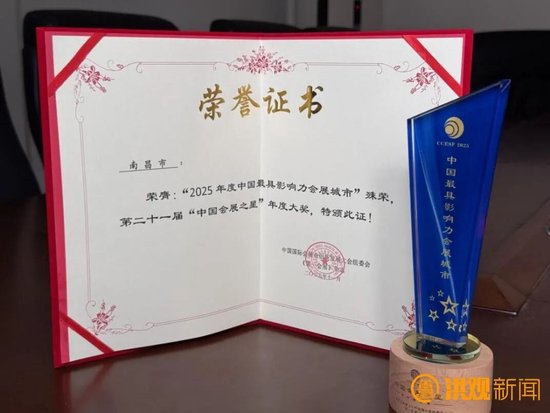 荣誉证书
南昌市：
荣膺：“2025年度中国最具影响力会展城市”殊荣，
第二十一届“中国会展之星”年度大奖，特颁此证！
CCESF 2025
中国最具影响力会展城市
洪观新闻